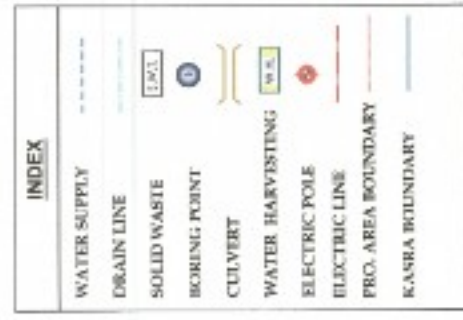 INDEX
WATER SUPPLY
DRAIN LINE
SOLID WASTE
BORING POINT
CULVERT
WATER HARVESTING
ELECTRIC POLE
ELECTRIC LINE
PRO. AREA BOUNDARY
KASRA BOUNDARY